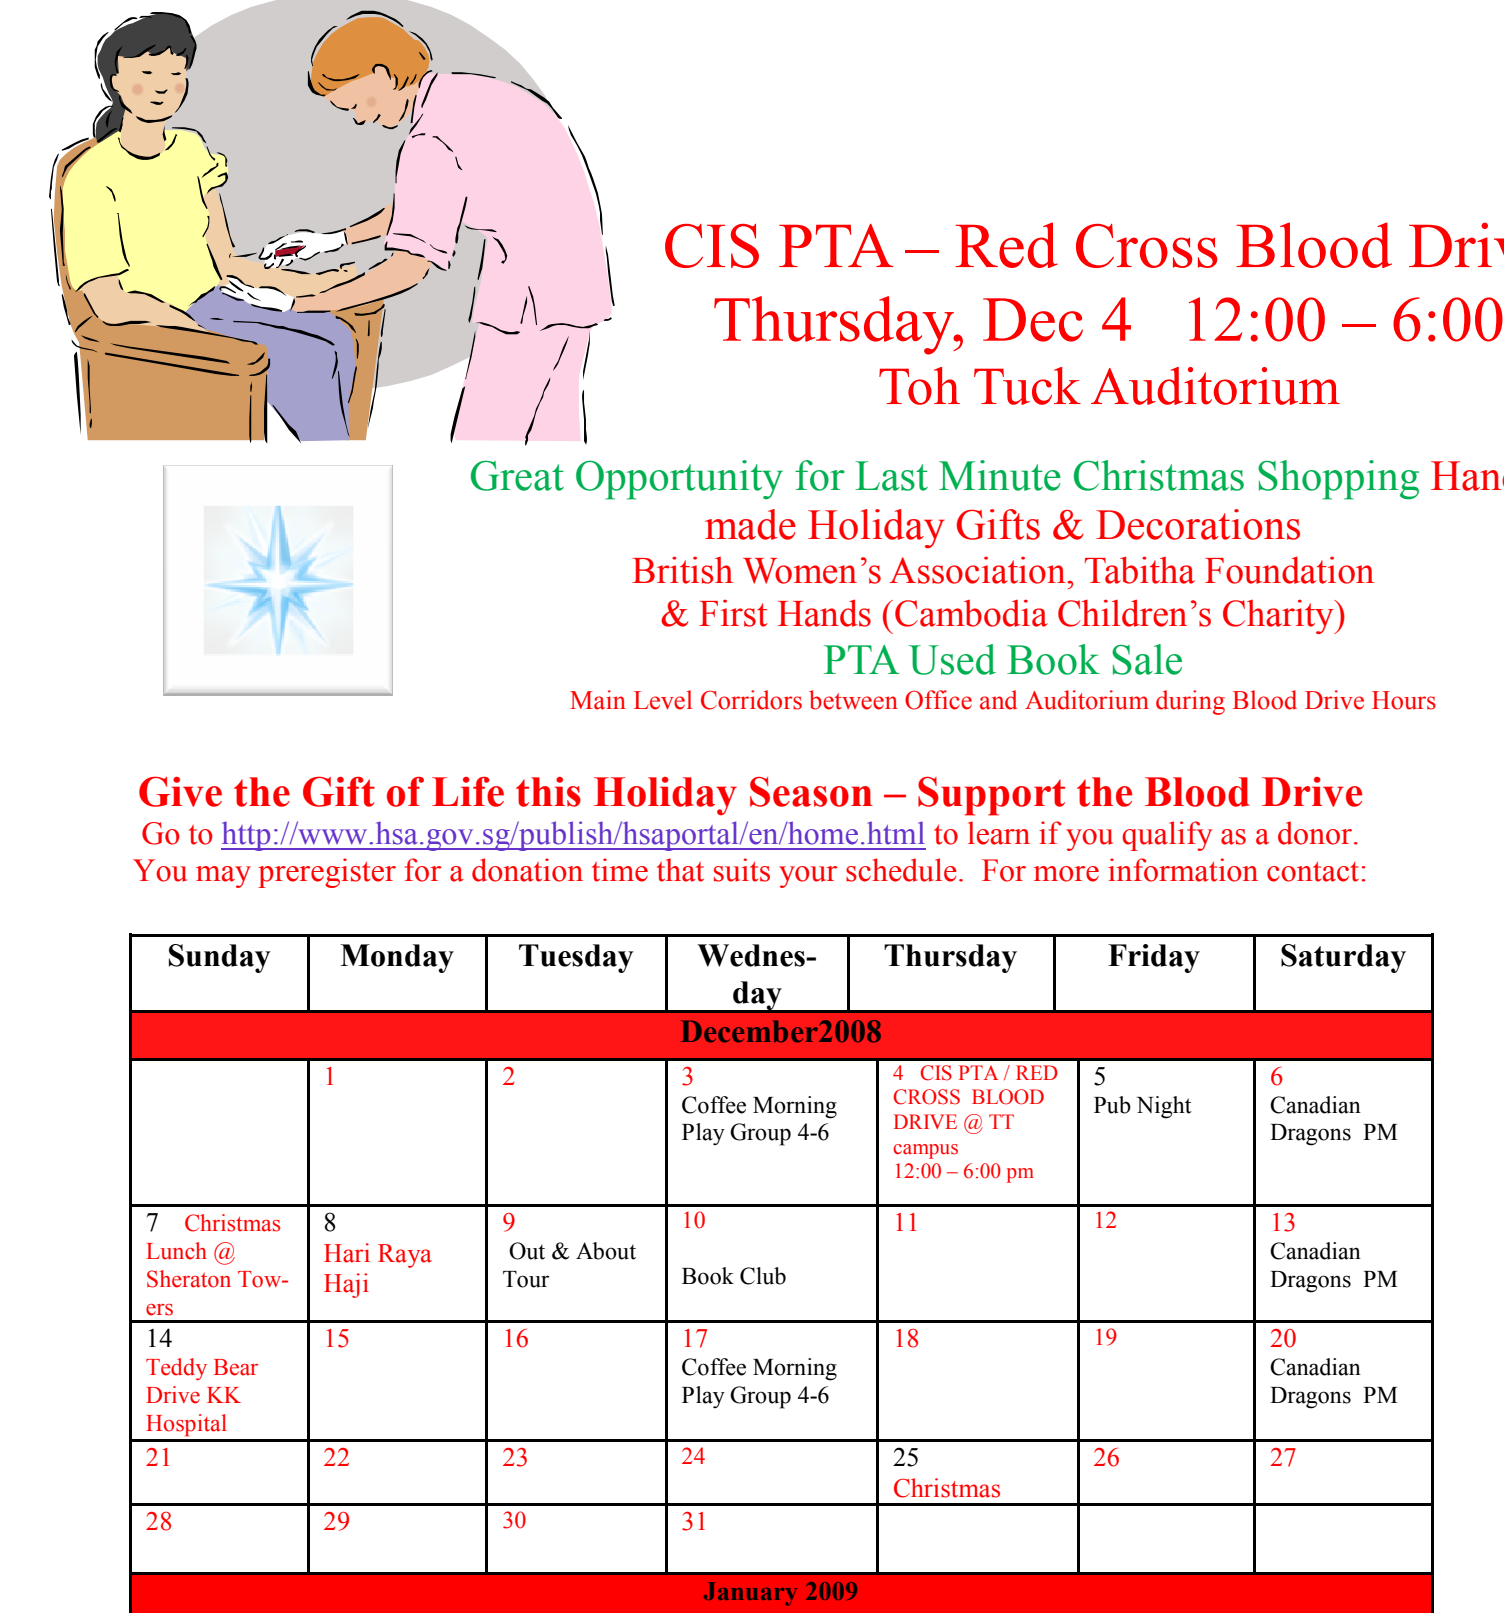 CIS PTA – Red Cross Blood
Thursday, Dec 4 12:00 – 6:00
Toh Tuck Auditorium
Great Opportunity for Last Minute Christmas Shopping
made Holiday Gifts & Decorations
British Women's Association, Tabitha Foundation
& First Hands (Cambodia Children's Charity)
PTA Used Book Sale
Main Level Corridors between Office and Auditorium during Blood Drive Hours
Give the Gift of Life this Holiday Season – Support the Blood Drive
Go to http://www.hsa.gov.sg/publish/hsaportal/en/home.html to learn if you qualify as a donor.
You may preregister for a donation time that suits your schedule. For more information contact:
Sunday
Monday
Tuesday
Wednes-
day
Thursday
Friday
Saturday
December2008
1
2
3
Coffee Morning
Play Group 4-6
4 CIS PTA / RED
CROSS BLOOD
DRIVE @ TT
campus
12:00 – 6:00 pm
5
Pub Night
6
Canadian
Dragons PM
7 Christmas
Lunch @
Sheraton Tow-
ers
8
Hari Raya
Haji
9
Out & About
Tour
10
Book Club
11
12
13
Canadian
Dragons PM
14
Teddy Bear
Drive KK
Hospital
15
16
17
Coffee Morning
Play Group 4-6
18
19
20
Canadian
Dragons PM
21
22
23
24
25
Christmas
26
27
28
29
30
31
January 2009